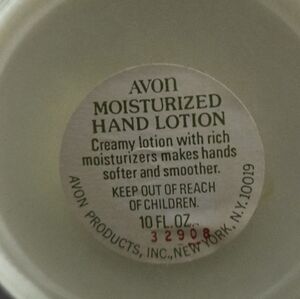 AVON
MOISTURIZED
HAND LOTION
Creamy lotion with rich
moisturizers makes hands
softer and smoother.
KEEP OUT OF REACH
OF CHILDREN.
10 FL. OZ.
32908
AVON PRODUCTS, INC., NEW YORK, N.Y. 10019